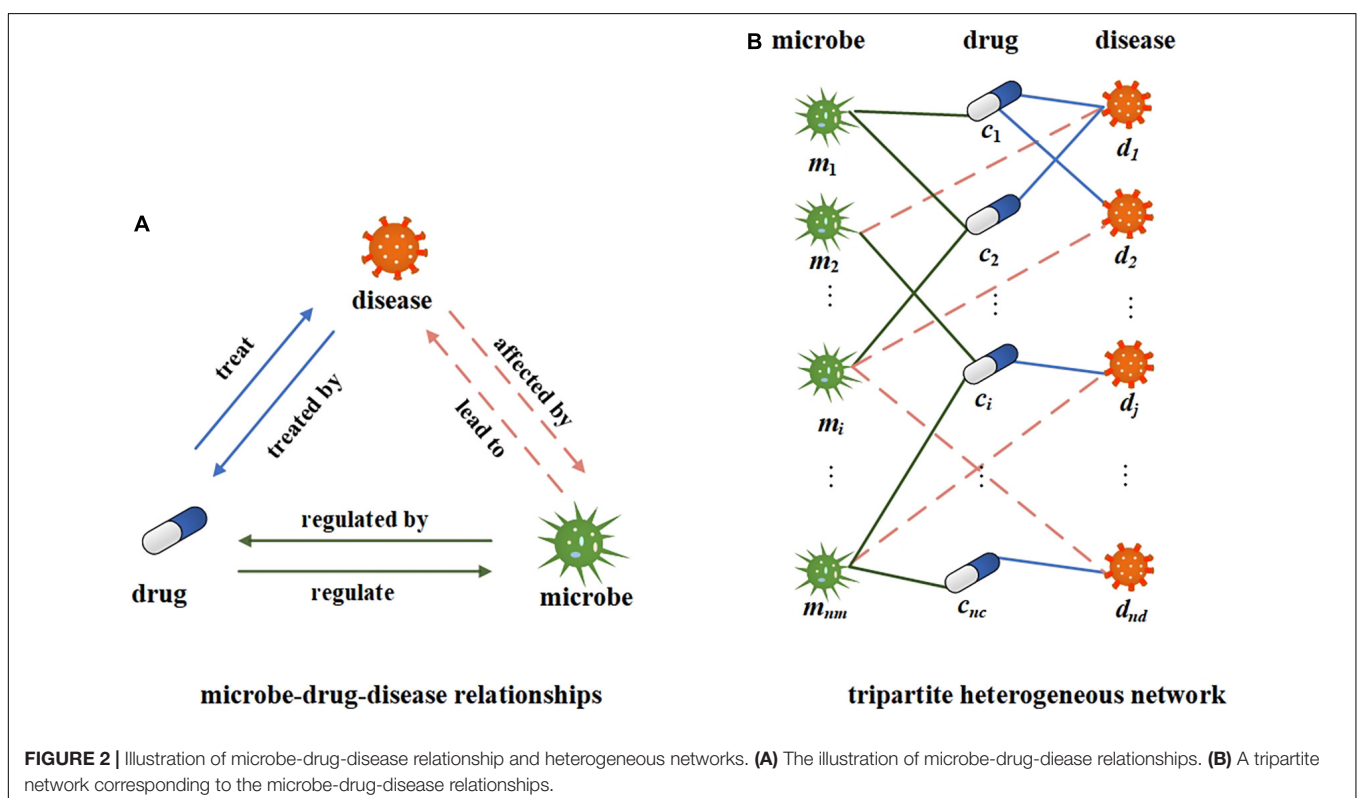 A
disease
treat
treated by
affected by
lead to
regulated by
regulate
drug
microbe
microbe-drug-disease relationships
B microbe drug disease
m1
c1
d1
m2
c2
d2
⋮ ⋮ ⋮
mi
ci
dj
⋮ ⋮ ⋮
mnm
cnc
dnd
tripartite heterogeneous network
FIGURE 2 | Illustration of microbe-drug-disease relationship and heterogeneous networks. (A) The illustration of microbe-drug-diease relationships. (B) A tripartite
network corresponding to the microbe-drug-disease relationships.